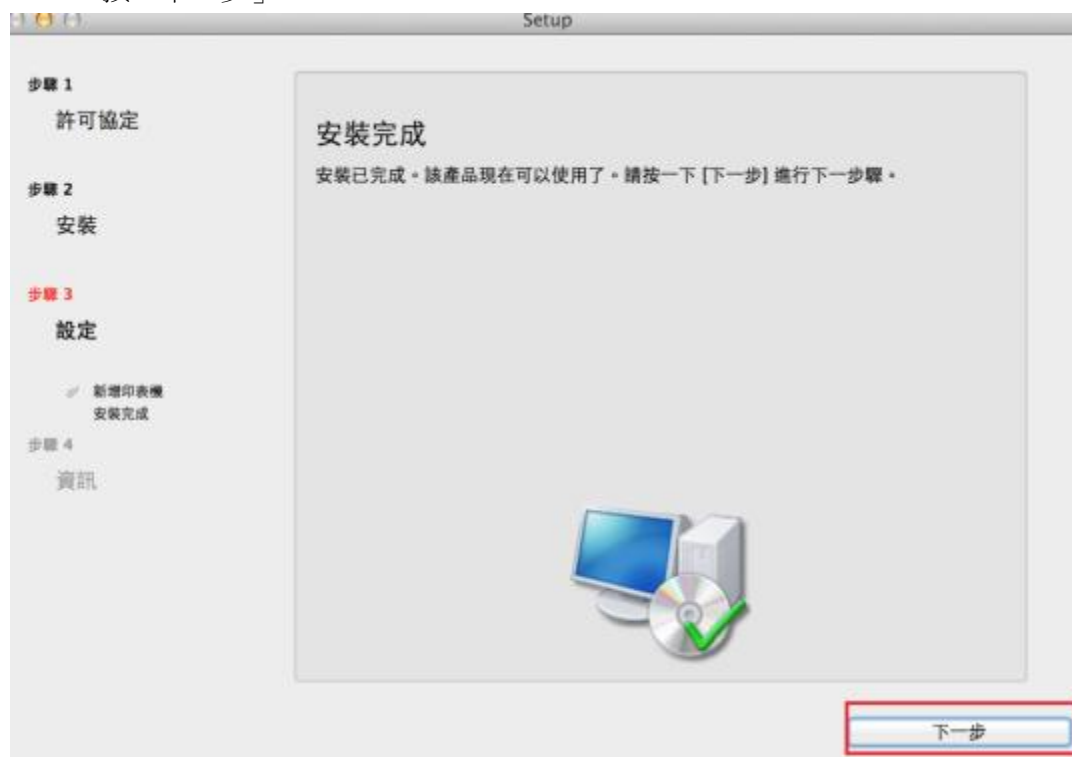 Setup
步驟 1
許可協定
步驟 2
安裝
步驟 3
設定
新增印表機
安裝完成
步驟 4
資訊
安裝完成
安裝已完成。該產品現在可以使用了。請按一下 [下一步] 進行下一步驟。
下一步